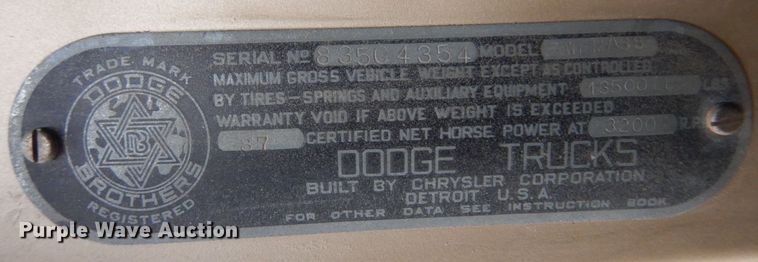 TRADE MARK
DODGE
DB
BROTHERS
REGISTERED
SERIAL Nº 83504354 MODEL
MAXIMUM GROSS VEHICLE WEIGHT EXCEPT AS CONTROLLED
BY TIRES-SPRINGS AND AUXILIARY EQUIPMENT LBS
WARRANTY VOID IF ABOVE WEIGHT IS EXCEEDED
87 CERTIFIED NET HORSE POWER AT 3200 R.P.
DODGE TRUCKS
BUILT BY CHRYSLER CORPORATION
DETROIT U.S.A.
FOR OTHER DATA SEE INSTRUCTION BOOK
Purple Wave Auction